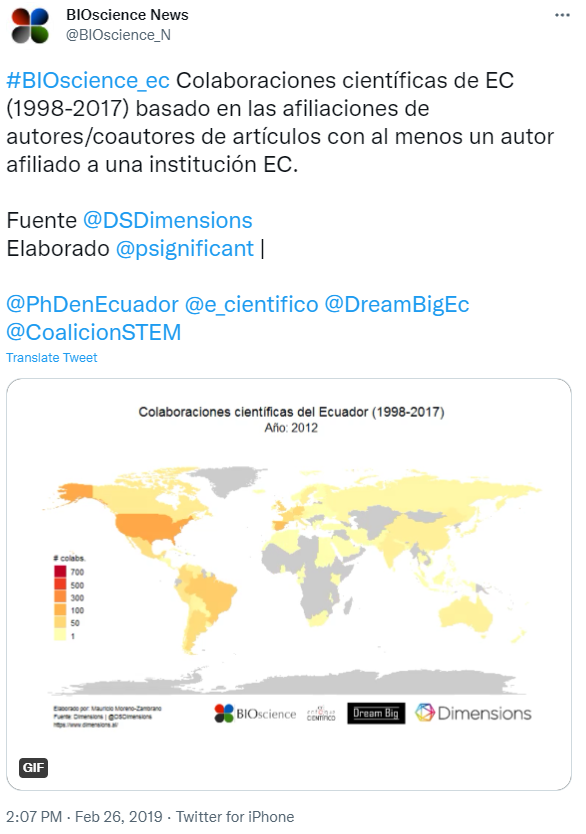 BIOscience News
@BIOscience_N
#BIOscience_ec Colaboraciones científicas de EC
(1998-2017) basado en las afiliaciones de
autores/coautores de artículos con al menos un autor
afiliado a una institución EC.
Fuente @DSDimensions
Elaborado @psignificant |
@PhDenEcuador @e_cientifico @DreamBigEc
@CoalicionSTEM
Translate Tweet
Colaboraciones científicas del Ecuador (1998-2017)
Año: 2012
# colabs.
700
500
300
100
50
1
Elaborado por: Mauricio Moreno-Zambrano
Fuente: Dimensions | @DSDimensions
https://www.dimensions.ai/
BIOscience
CIENTÍFICO
Dream Big
Dimensions
GIF
2:07 PM · Feb 26, 2019 · Twitter for iPhone